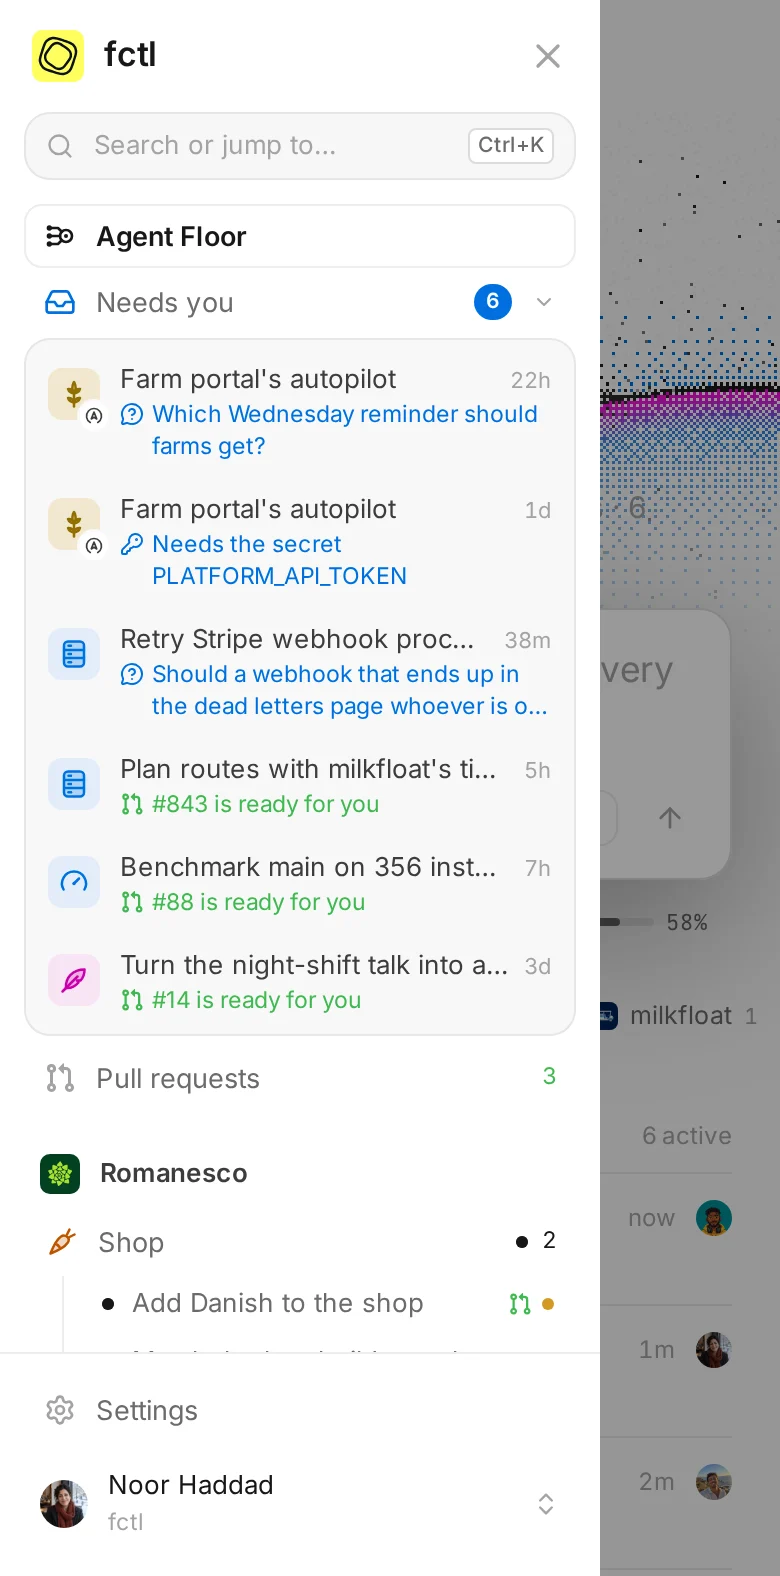 fctl
Search or jump to...
Ctrl+K
Agent Floor
Needs you
6
Farm portal's autopilot
22h
Which Wednesday reminder should
farms get?
Farm portal's autopilot
1d
Needs the secret
PLATFORM_API_TOKEN
Retry Stripe webhook proc...
38m
Should a webhook that ends up in
the dead letters page whoever is o...
Plan routes with milkfloat's ti...
5h
#843 is ready for you
Benchmark main on 356 inst...
7h
#88 is ready for you
Turn the night-shift talk into a...
3d
#14 is ready for you
Pull requests
3
Romanesco
Shop
2
Add Danish to the shop
Settings
Noor Haddad
fctl
6
very
58%
milkfloat 1
6 active
now
1m
2m